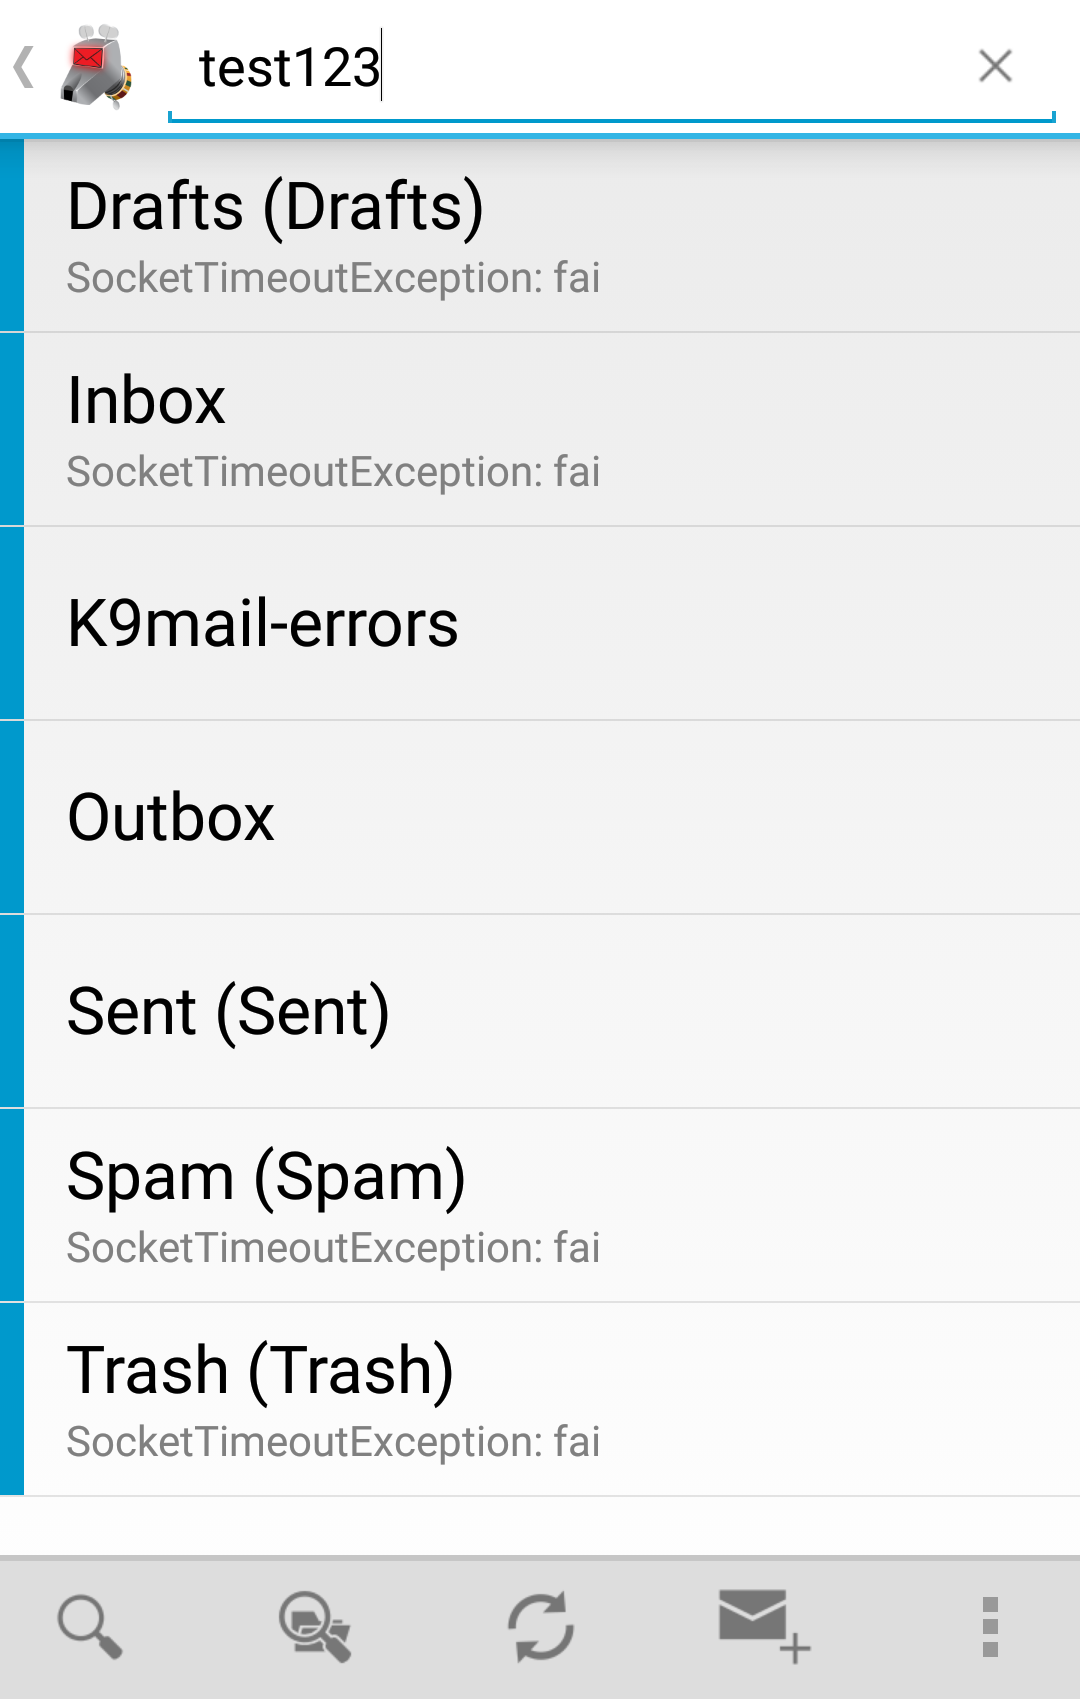 test123
Drafts (Drafts)
SocketTimeoutException: fai
Inbox
SocketTimeoutException: fai
K9mail-errors
Outbox
Sent (Sent)
Spam (Spam)
SocketTimeoutException: fai
Trash (Trash)
SocketTimeoutException: fai